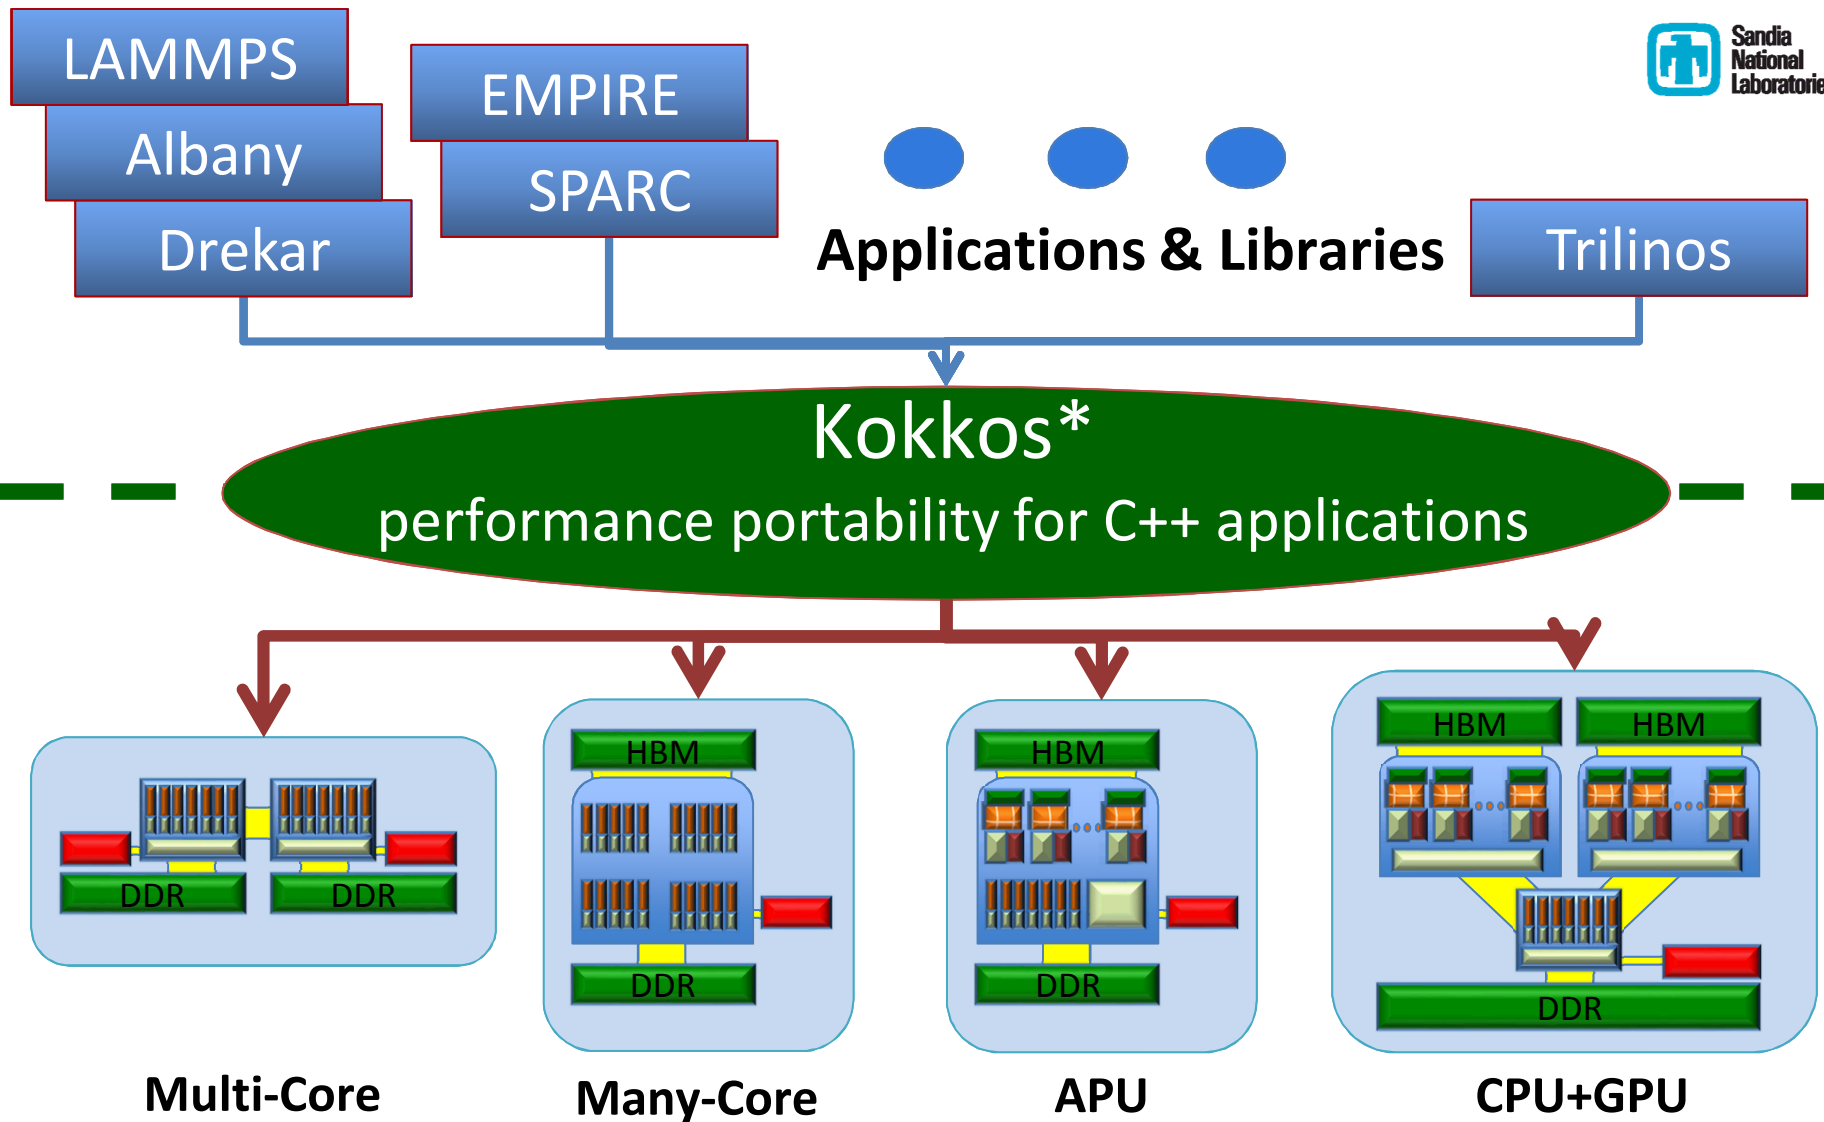 LAMMPS
Albany
Drekar
EMPIRE
SPARC
Applications & Libraries
Trilinos
Sandia
National
Laboratorie
Kokkos*
performance portability for C++ applications
DDR
DDR
HBM
DDR
HBM
DDR
HBM
HBM
DDR
Multi-Core
Many-Core
APU
CPU+GPU